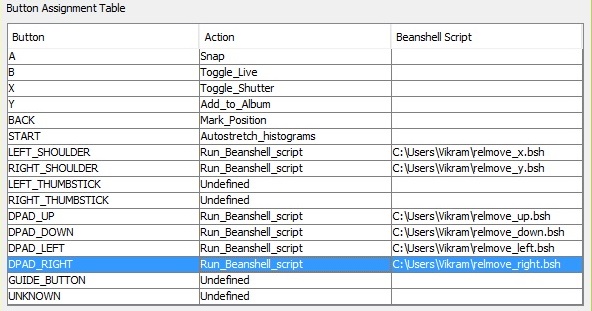 Button Assignment Table
Button Action Beanshell Script
A Snap
B Toggle_Live
X Toggle_Shutter
Y Add_to_Album
BACK Mark_Position
START Autostretch_histograms
LEFT_SHOULDER Run_Beanshell_script C:\Users\Vikram\relmove_x.bsh
RIGHT_SHOULDER Run_Beanshell_script C:\Users\Vikram\relmove_y.bsh
LEFT_THUMBSTICK Undefined
RIGHT_THUMBSTICK Undefined
DPAD_UP Run_Beanshell_script C:\Users\Vikram\relmove_up.bsh
DPAD_DOWN Run_Beanshell_script C:\Users\Vikram\relmove_down.bsh
DPAD_LEFT Run_Beanshell_script C:\Users\Vikram\relmove_left.bsh
DPAD_RIGHT Run_Beanshell_script C:\Users\Vikram\relmove_right.bsh
GUIDE_BUTTON Undefined
UNKNOWN Undefined